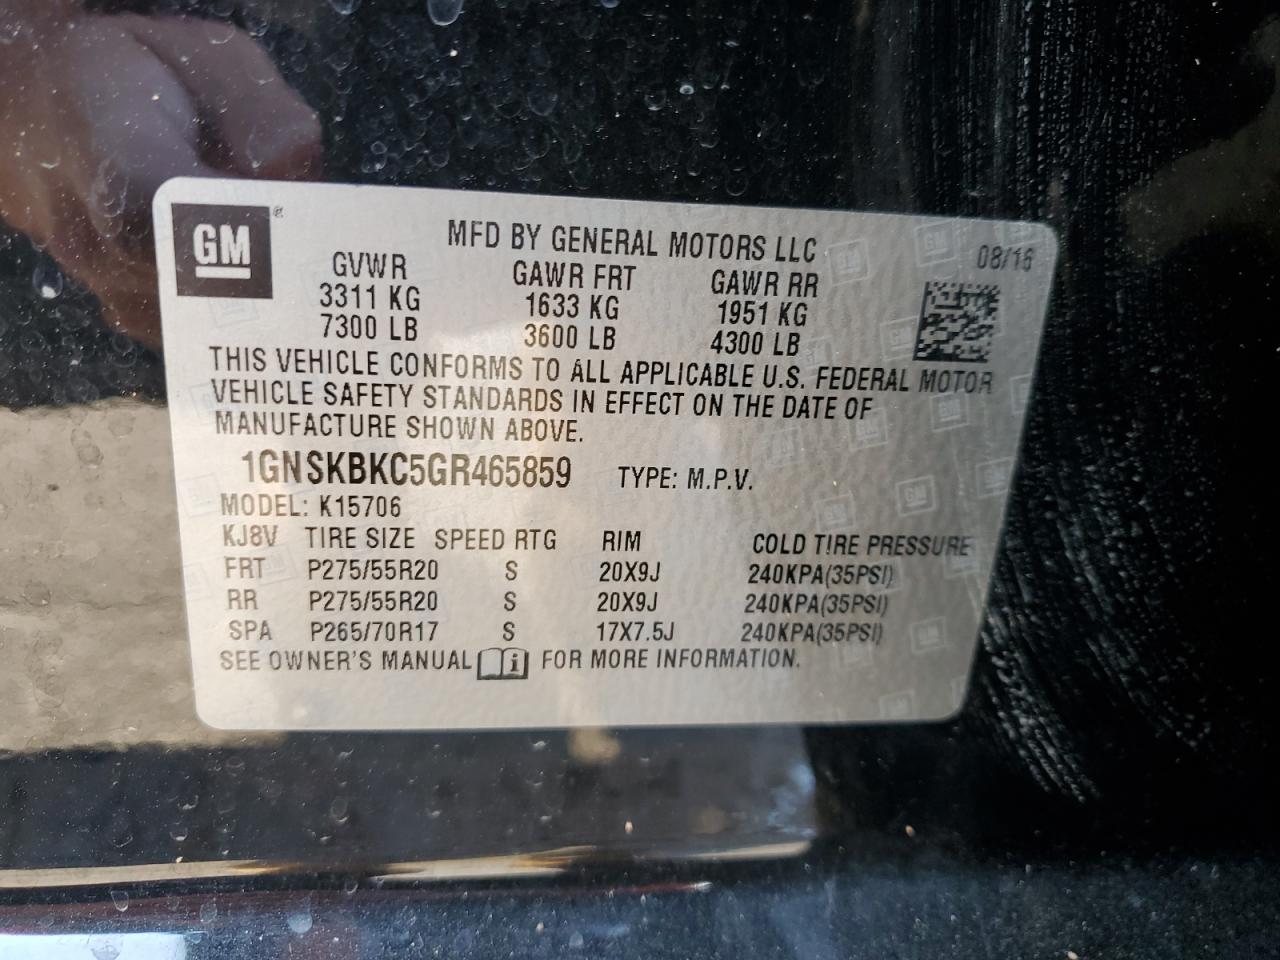 GM ®
MFD BY GENERAL MOTORS LLC
08/16
GVWR GAWR FRT GAWR RR
3311 KG 1633 KG 1951 KG
7300 LB 3600 LB 4300 LB
THIS VEHICLE CONFORMS TO ALL APPLICABLE U.S. FEDERAL MOTOR
VEHICLE SAFETY STANDARDS IN EFFECT ON THE DATE OF
MANUFACTURE SHOWN ABOVE.
1GNSKBKC5GR465859 TYPE: M.P.V.
MODEL: K15706
KJ8V TIRE SIZE SPEED RTG RIM COLD TIRE PRESSURE
FRT P275/55R20 S 20X9J 240KPA(35PSI)
RR P275/55R20 S 20X9J 240KPA(35PSI)
SPA P265/70R17 S 17X7.5J 240KPA(35PSI)
SEE OWNER'S MANUAL i FOR MORE INFORMATION.